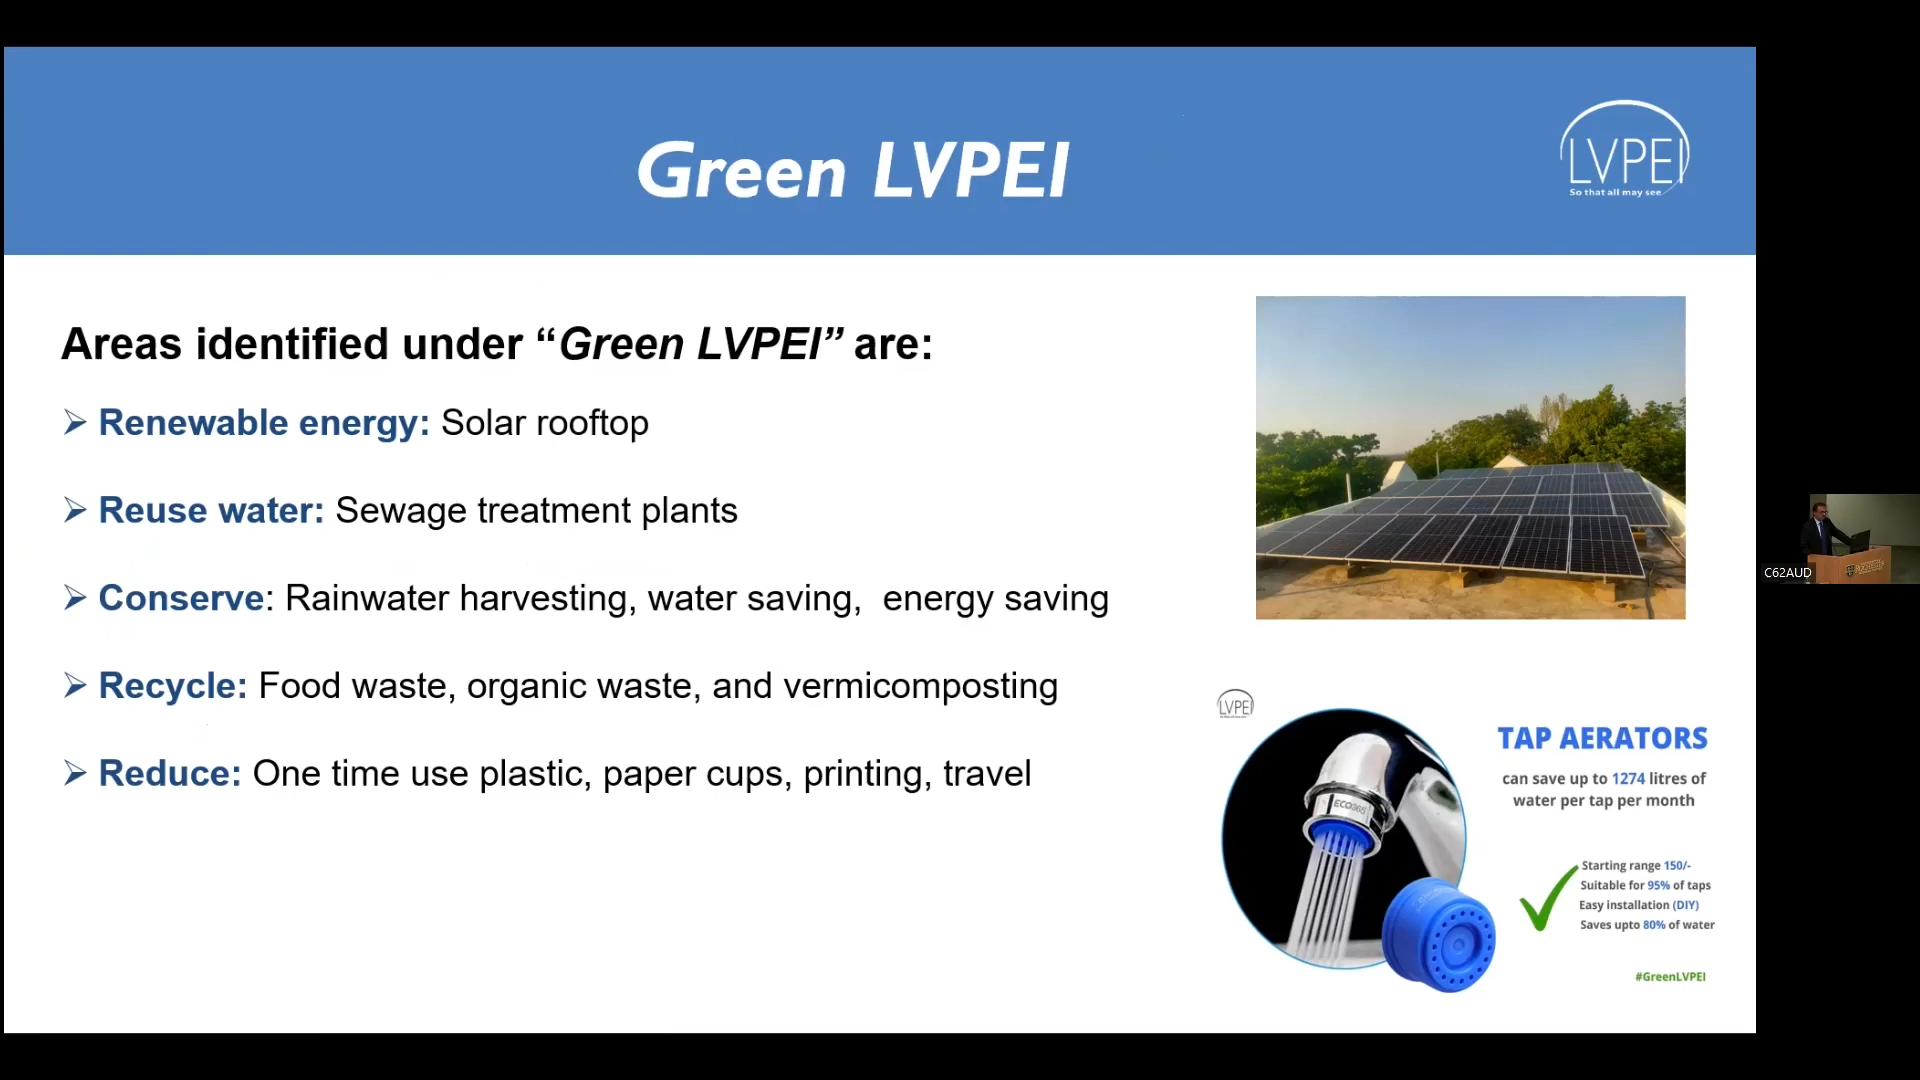 Green LVPEI
LVPEI
So that all may see
Areas identified under “Green LVPEI” are:
➢ Renewable energy: Solar rooftop
➢ Reuse water: Sewage treatment plants
➢ Conserve: Rainwater harvesting, water saving, energy saving
➢ Recycle: Food waste, organic waste, and vermicomposting
➢ Reduce: One time use plastic, paper cups, printing, travel
LVPEI
TAP AERATORS
can save up to 1274 litres of
water per tap per month
ECO365
Starting range 150/-
Suitable for 95% of taps
Easy installation (DIY)
Saves upto 80% of water
#GreenLVPEI
C62AUD